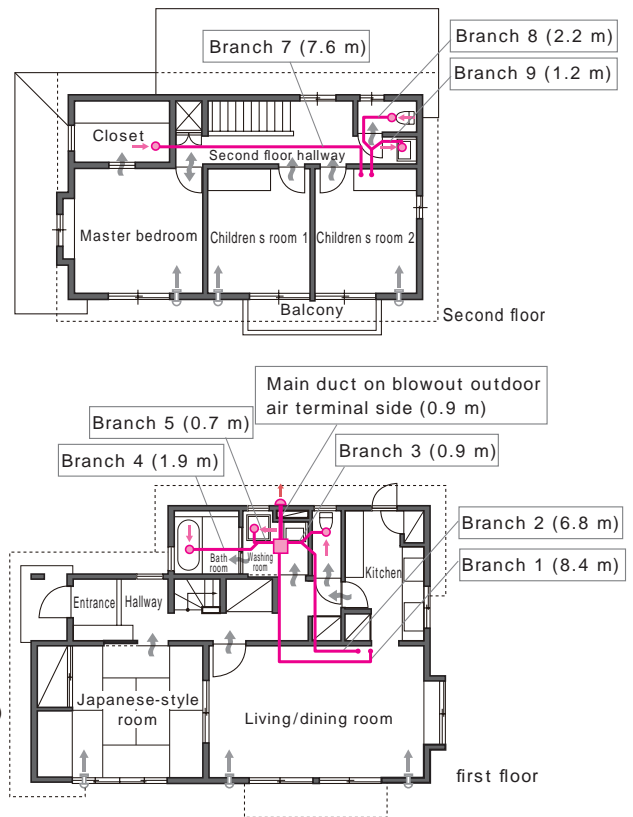 Branch 7 (7.6 m)
Branch 8 (2.2 m)
Branch 9 (1.2 m)
Closet
Second floor hallway
Master bedroom
Children s room 1
Children s room 2
Balcony
Second floor
Main duct on blowout outdoor
air terminal side (0.9 m)
Branch 5 (0.7 m)
Branch 3 (0.9 m)
Branch 4 (1.9 m)
Branch 2 (6.8 m)
Branch 1 (8.4 m)
Bath
room
Washing
room
Kitchen
Entrance
Hallway
Japanese-style
room
Living/dining room
first floor
)